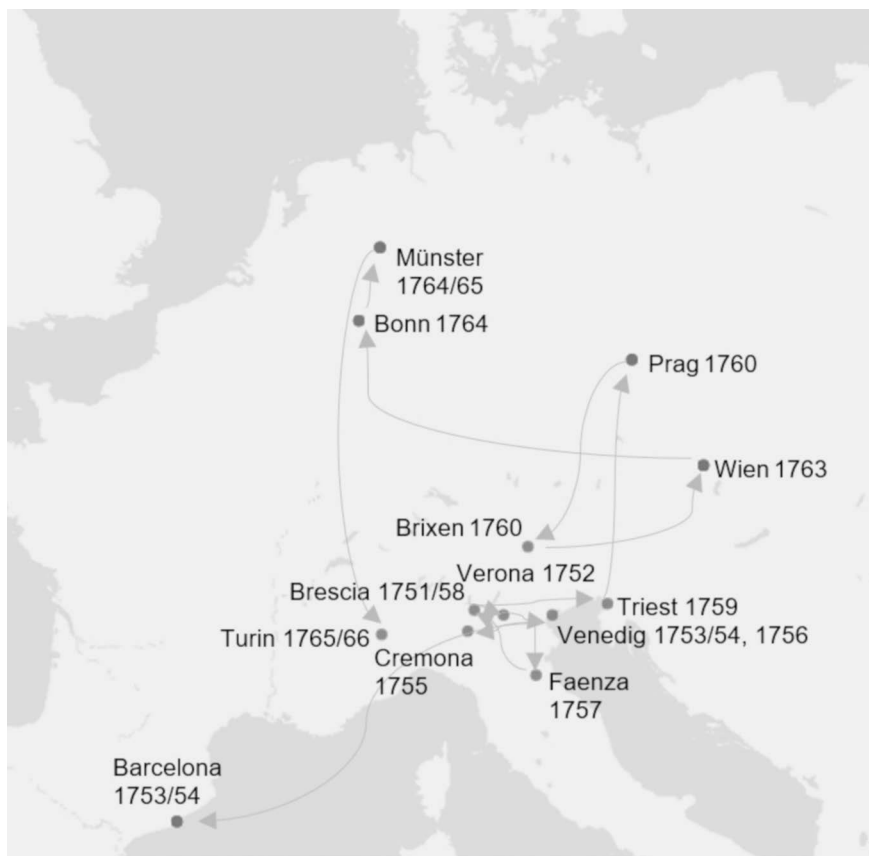 Münster
1764/65
Bonn 1764
Prag 1760
Wien 1763
Brixen 1760
Verona 1752
Brescia 1751/58
Triest 1759
Turin 1765/66
Venedig 1753/54, 1756
Cremona
1755
Faenza
1757
Barcelona
1753/54